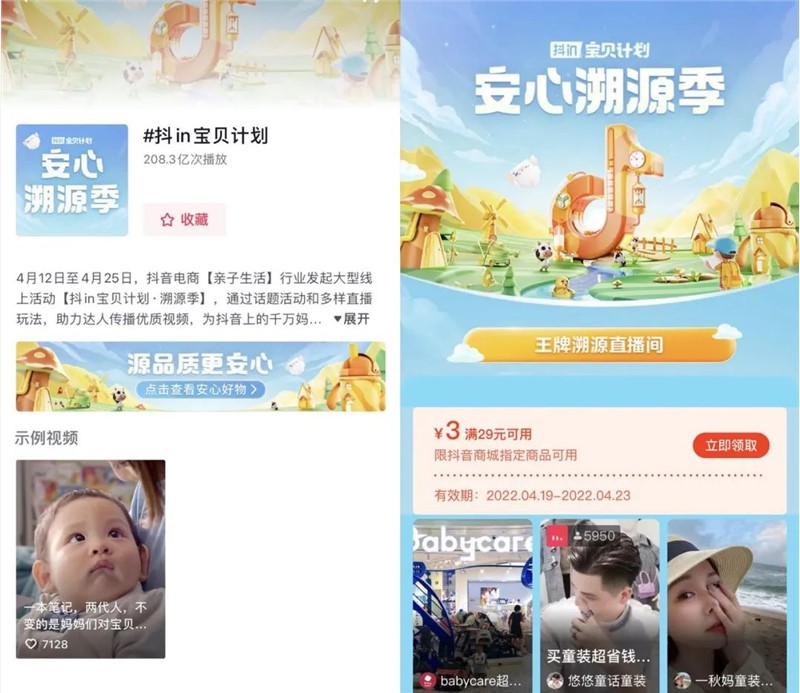 抖in 宝贝计划
安心
溯源季
#抖in宝贝计划
208.3亿次播放
收藏
4月12日至4月25日，抖音电商【亲子生活】行业发起大型线
上活动【抖in宝贝计划·溯源季】，通过话题活动和多样直播
玩法，助力达人传播优质视频，为抖音上的千万妈... 展开
源品质更安心
点击查看安心好物
示例视频
一本笔记，两代人，不
变的是妈妈们对宝贝...
7128
抖in 宝贝计划
安心溯源季
王牌溯源直播间
¥3 满29元可用
限抖音商城指定商品可用
立即领取
有效期：2022.04.19-2022.04.23
babycare
babycare超...
5950
买童装超省钱...
悠悠童话童装
一秋妈童装...